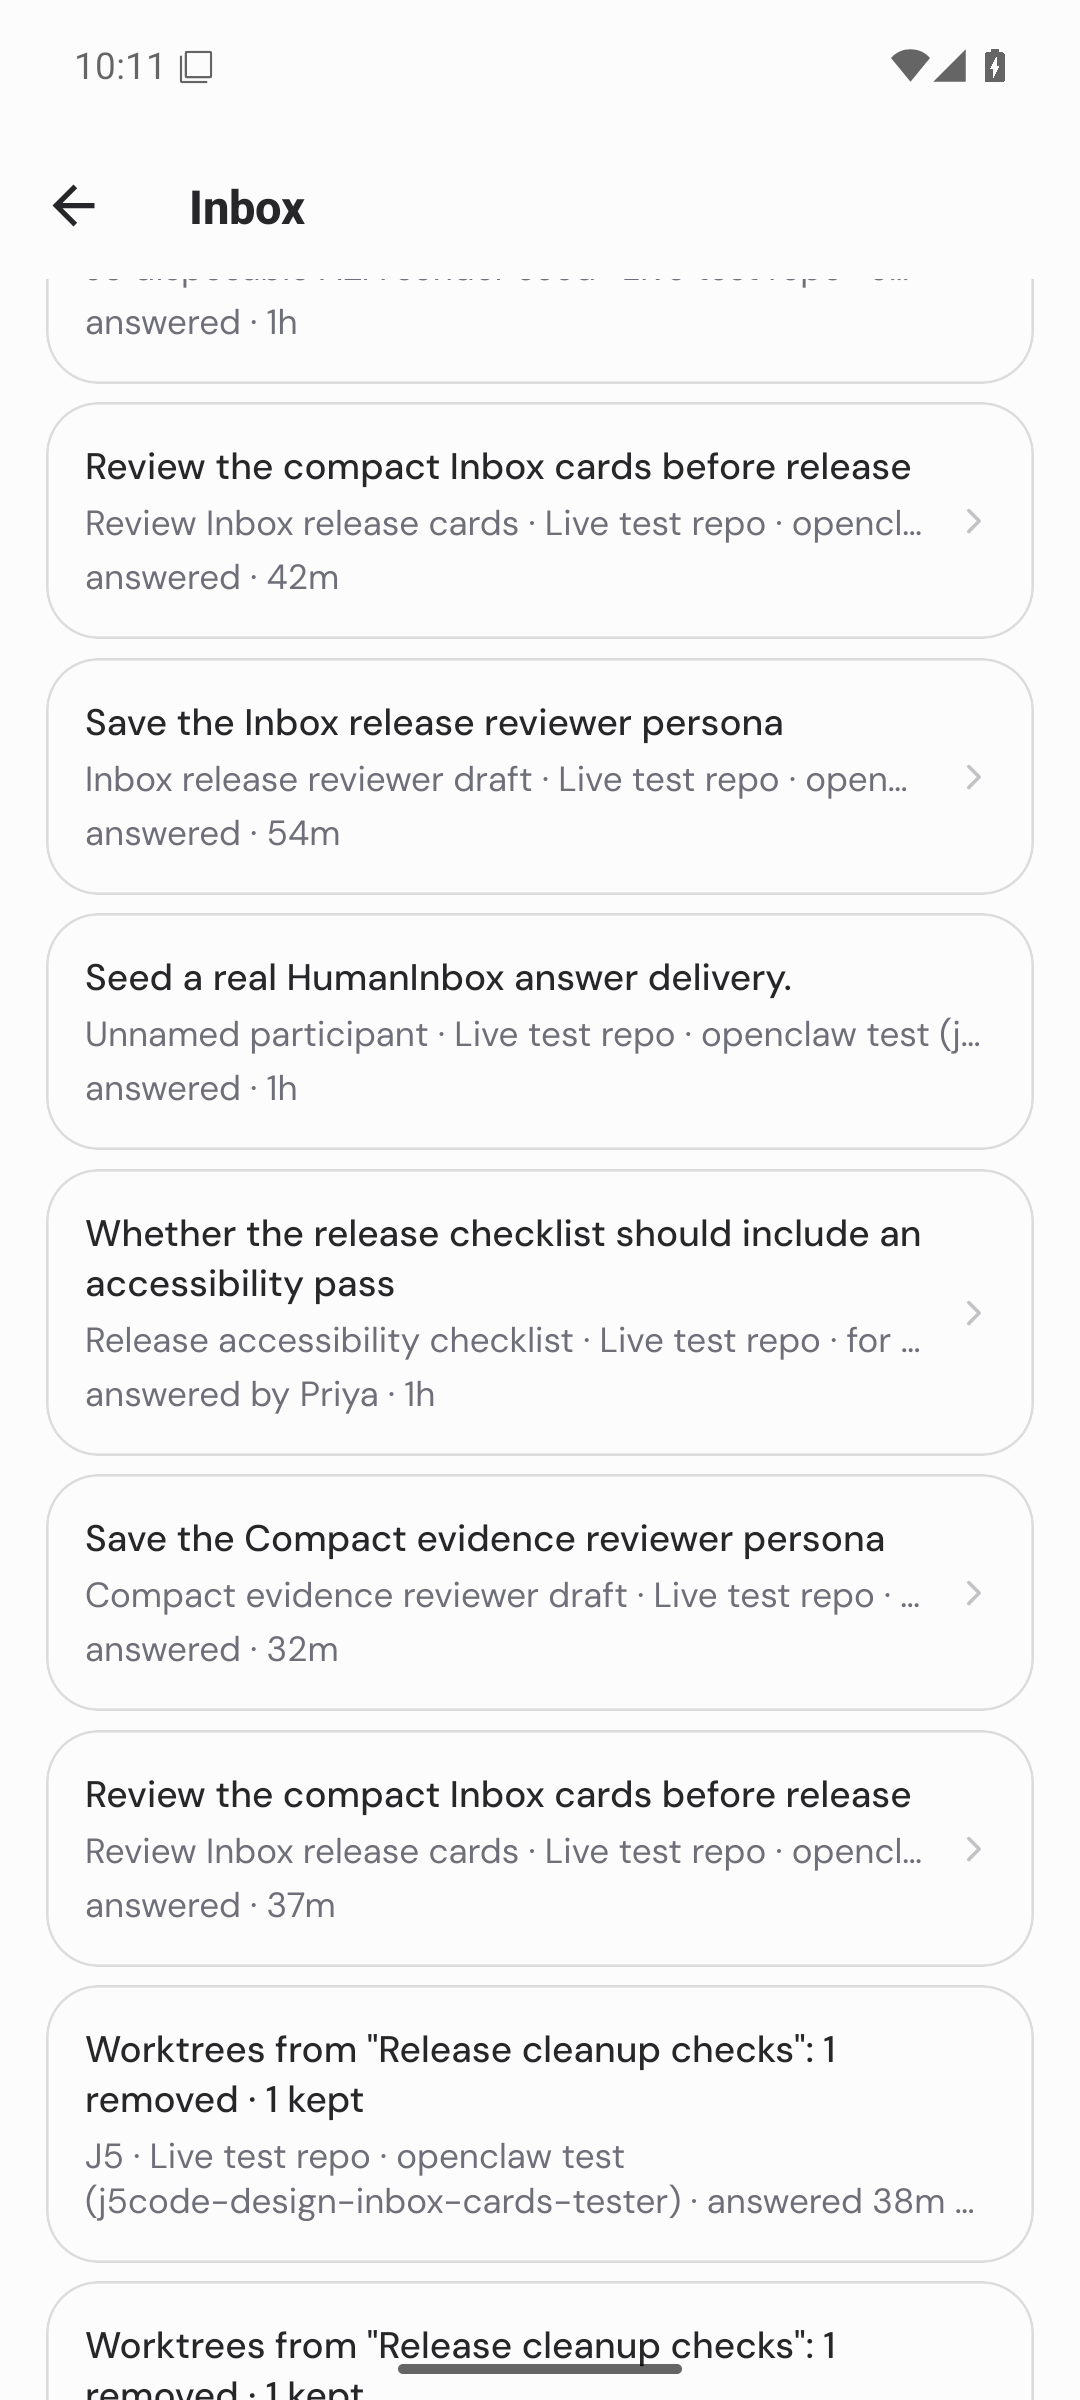 10:11
Inbox
answered · 1h
Review the compact Inbox cards before release
Review Inbox release cards · Live test repo · opencl...
answered · 42m
Save the Inbox release reviewer persona
Inbox release reviewer draft · Live test repo · open...
answered · 54m
Seed a real HumanInbox answer delivery.
Unnamed participant · Live test repo · openclaw test (j...
answered · 1h
Whether the release checklist should include an
accessibility pass
Release accessibility checklist · Live test repo · for ...
answered by Priya · 1h
Save the Compact evidence reviewer persona
Compact evidence reviewer draft · Live test repo · ...
answered · 32m
Review the compact Inbox cards before release
Review Inbox release cards · Live test repo · opencl...
answered · 37m
Worktrees from "Release cleanup checks": 1
removed · 1 kept
J5 · Live test repo · openclaw test
(j5code-design-inbox-cards-tester) · answered 38m ...
Worktrees from "Release cleanup checks": 1
removed · 1 kept